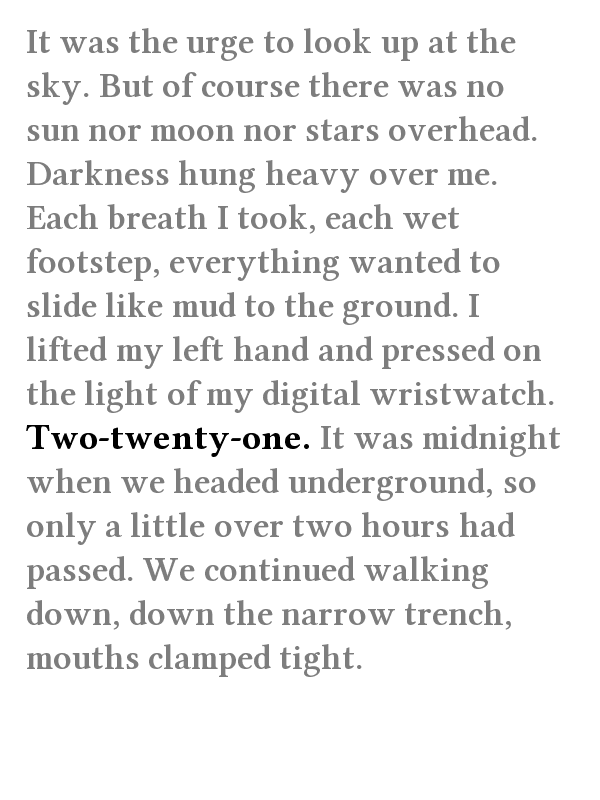 It was the urge to look up at the
sky. But of course there was no
sun nor moon nor stars overhead.
Darkness hung heavy over me.
Each breath I took, each wet
footstep, everything wanted to
slide like mud to the ground. I
lifted my left hand and pressed on
the light of my digital wristwatch.
Two-twenty-one. It was midnight
when we headed underground, so
only a little over two hours had
passed. We continued walking
down, down the narrow trench,
mouths clamped tight.